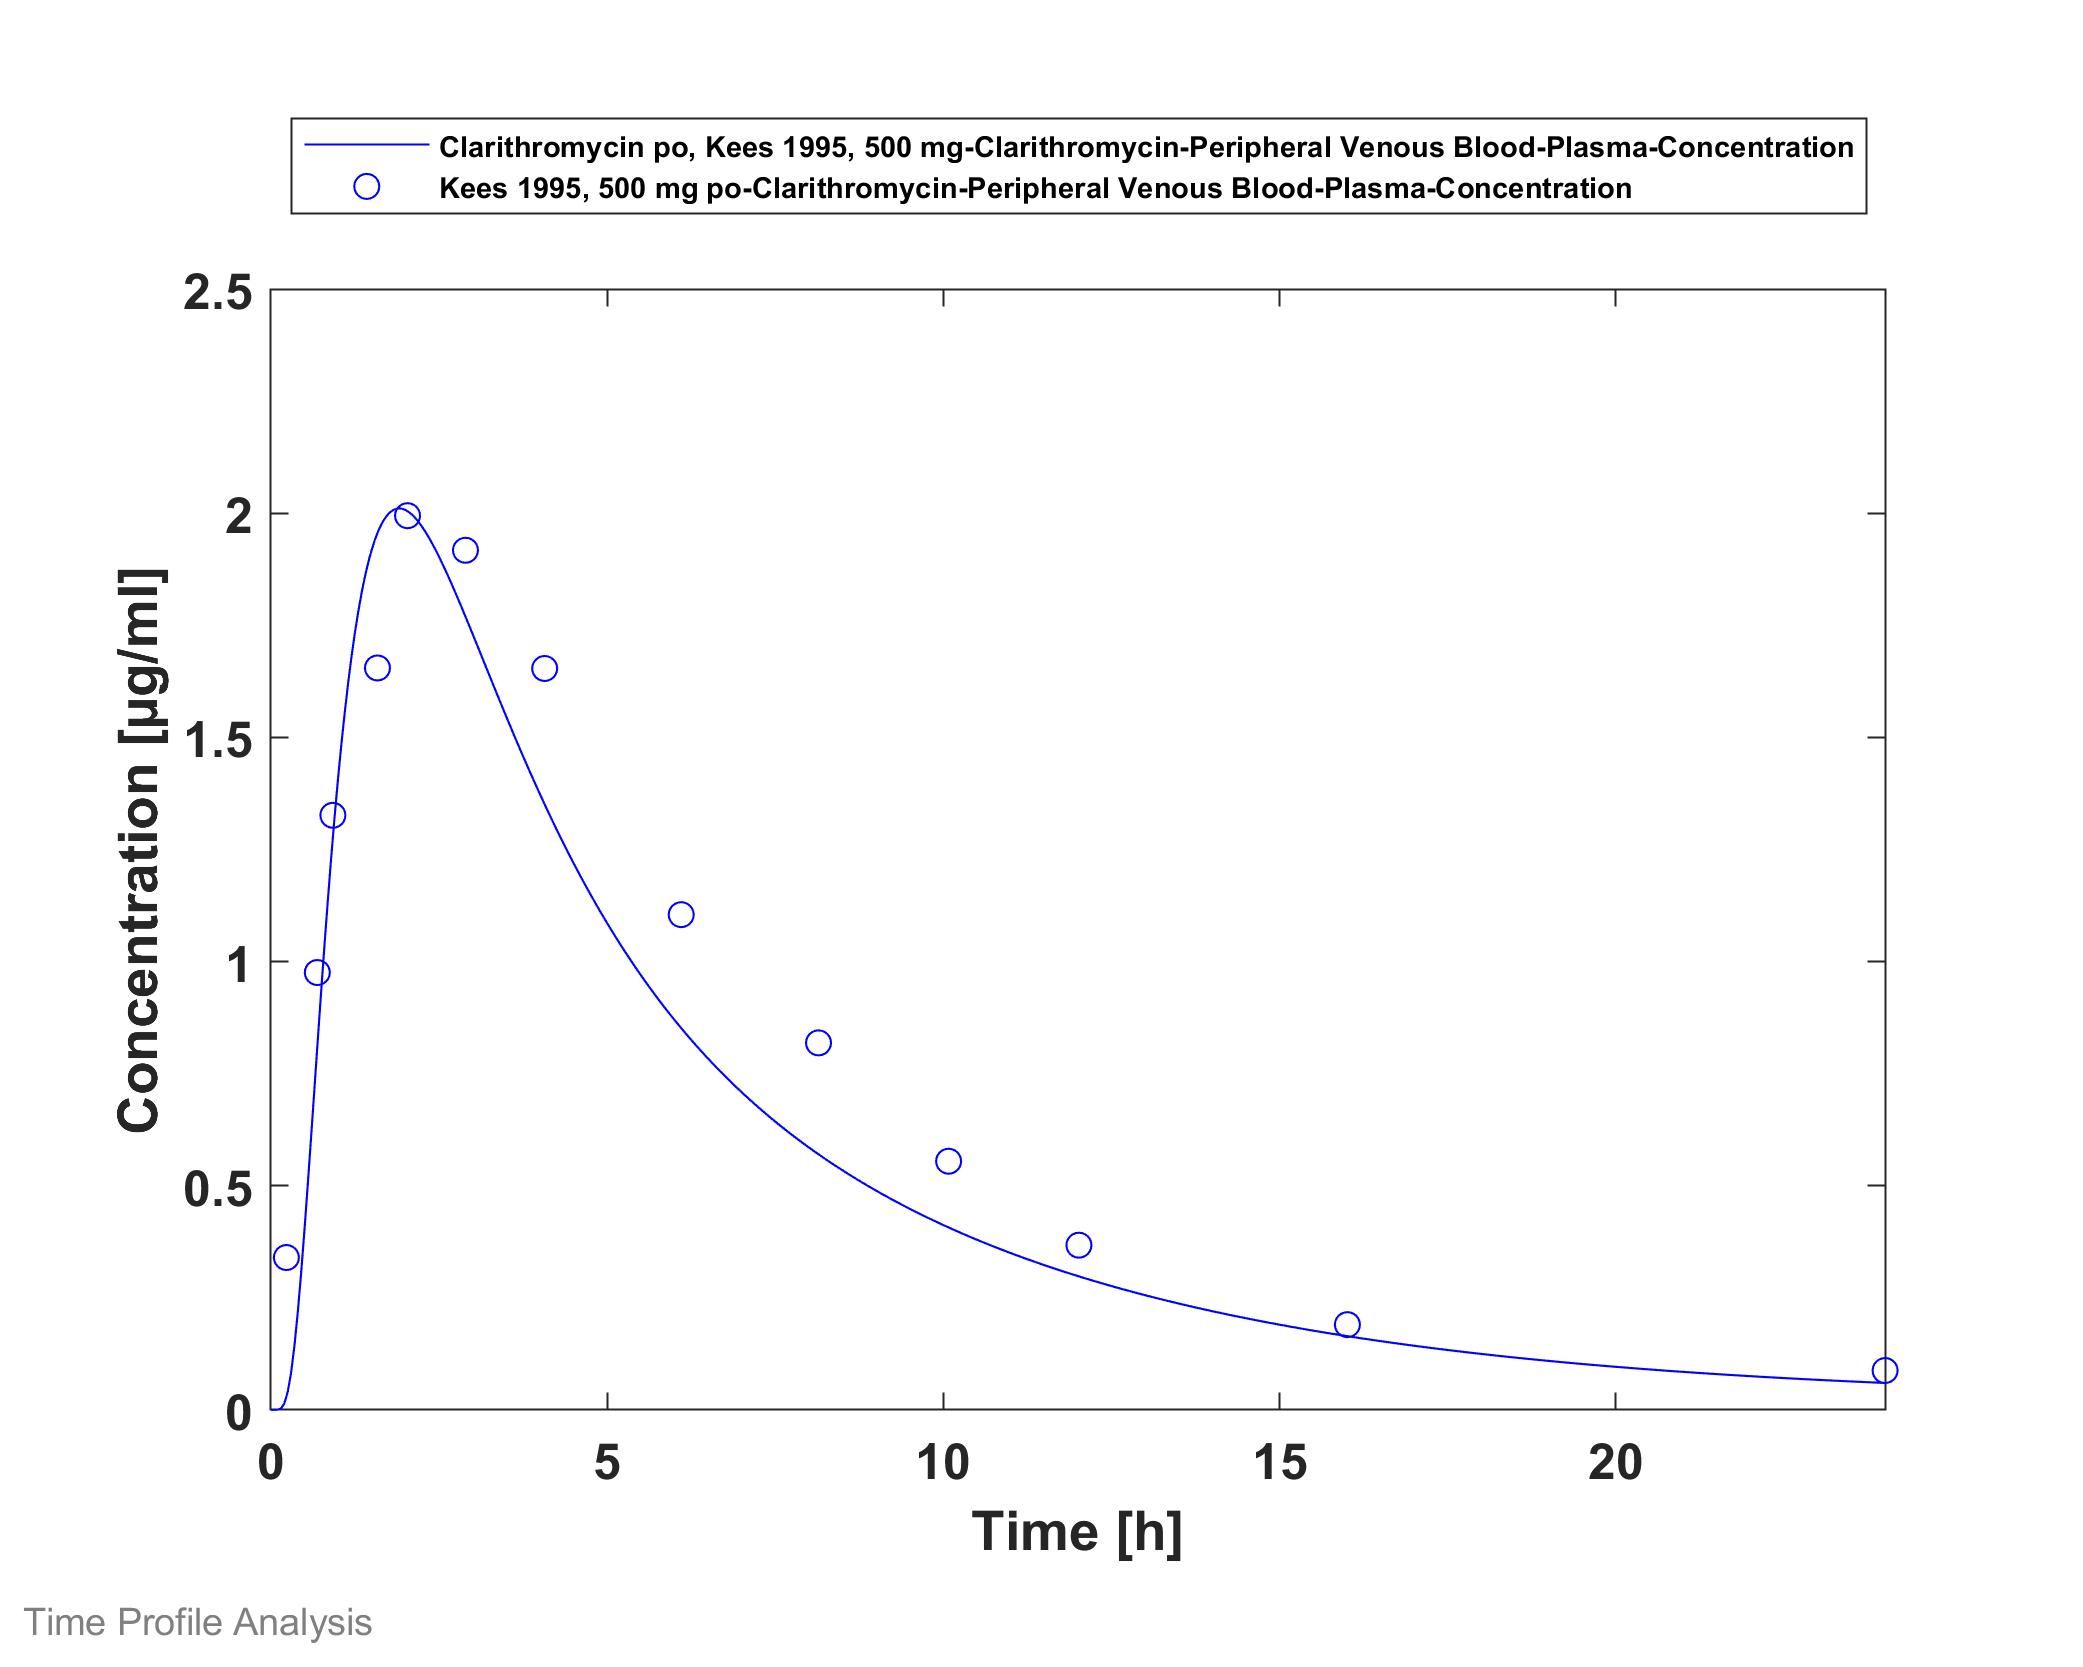 Clarithromycin po, Kees 1995, 500 mg-Clarithromycin-Peripheral Venous Blood-Plasma-Concentration
Kees 1995, 500 mg po-Clarithromycin-Peripheral Venous Blood-Plasma-Concentration
2.5
2
1.5
1
0.5
0
Concentration [µg/ml]
0 5 10 15 20
Time [h]
Time Profile Analysis